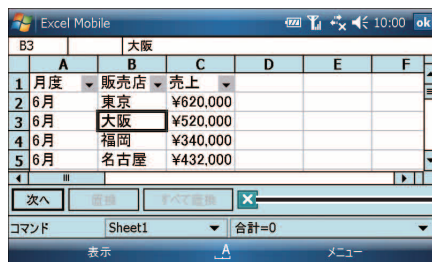 Excel Mobile 10:00 ok
B3 大阪
A B C D E F
1 月度 販売店 売上
2 6月 東京 ¥620,000
3 6月 大阪 ¥520,000
4 6月 福岡 ¥340,000
5 6月 名古屋 ¥432,000
次へ 置換 すべて置換
コマンド Sheet1 合計=0
表示 A メニュー